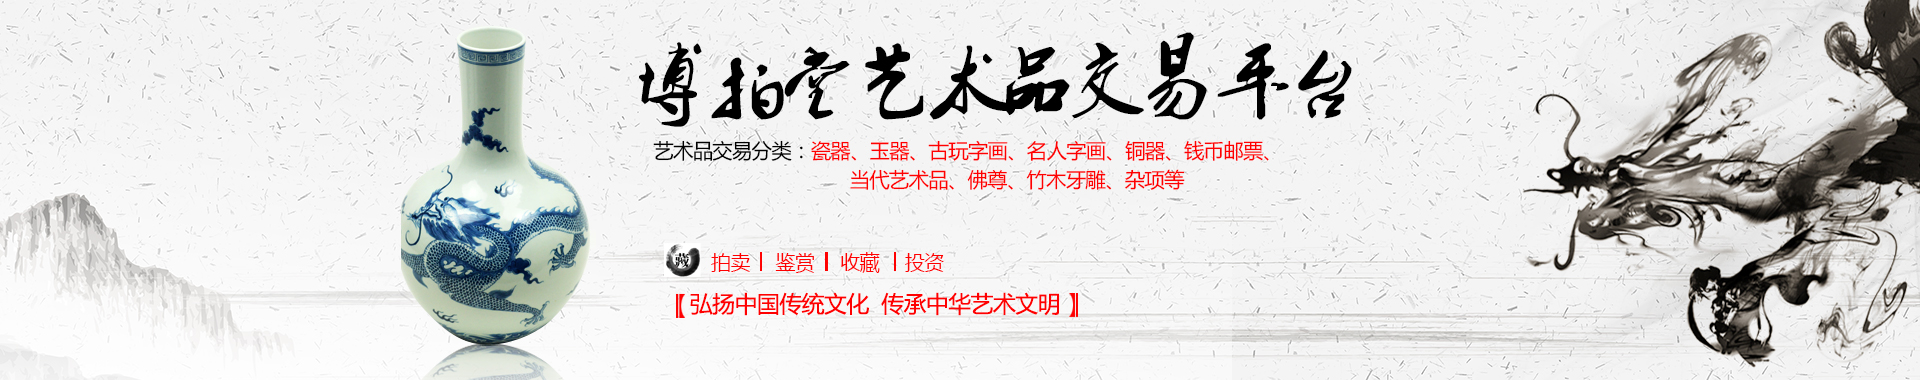 博拍堂艺术品交易平台
艺术品交易分类：瓷器、玉器、古玩字画、名人字画、铜器、钱币邮票、
当代艺术品、佛尊、竹木牙雕、杂项等
藏 拍卖 | 鉴赏 | 收藏 | 投资
〖弘扬中国传统文化 传承中华艺术文明〗